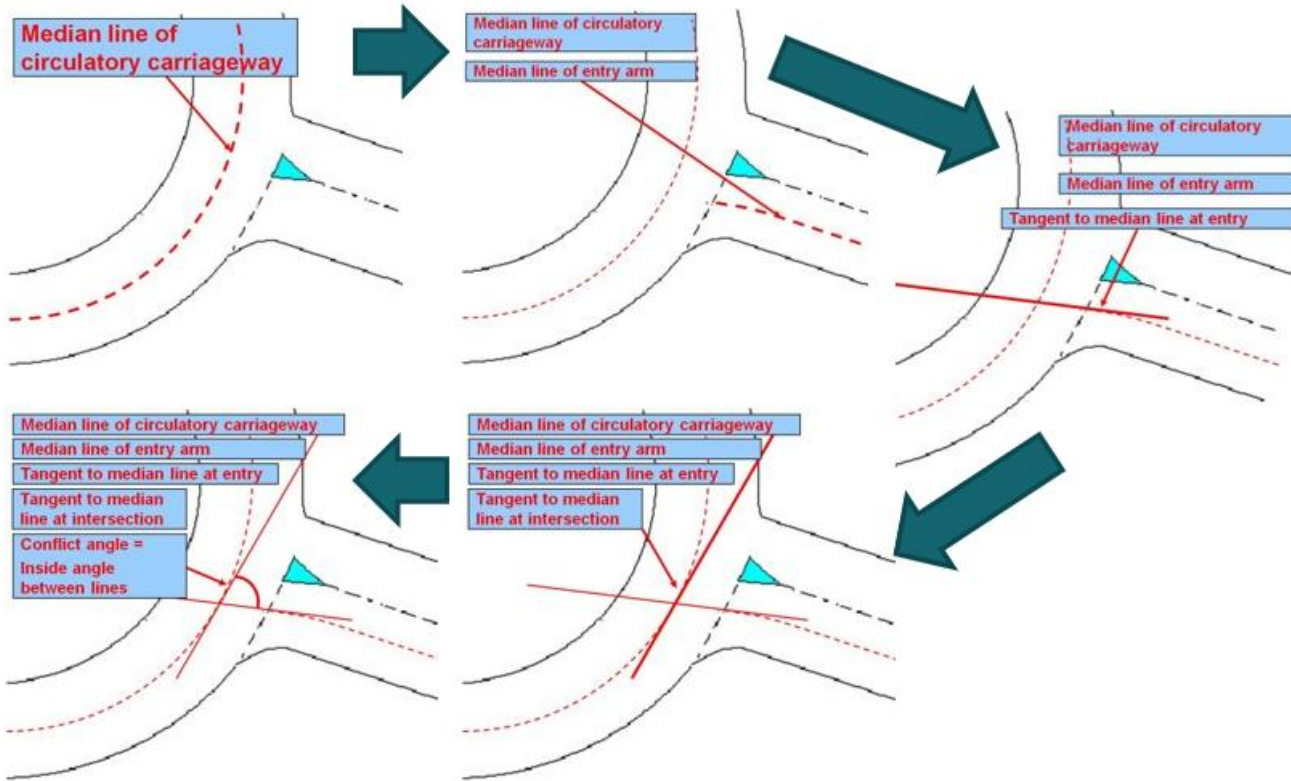 Median line of
circulatory carriageway
Median line of circulatory
carriageway
Median line of entry arm
Median line of circulatory
carriageway
Median line of entry arm
Tangent to median line at entry
Median line of circulatory carriageway
Median line of entry arm
Tangent to median line at entry
Tangent to median
line at intersection
Median line of circulatory carriageway
Median line of entry arm
Tangent to median line at entry
Tangent to median
line at intersection
Conflict angle =
Inside angle
between lines